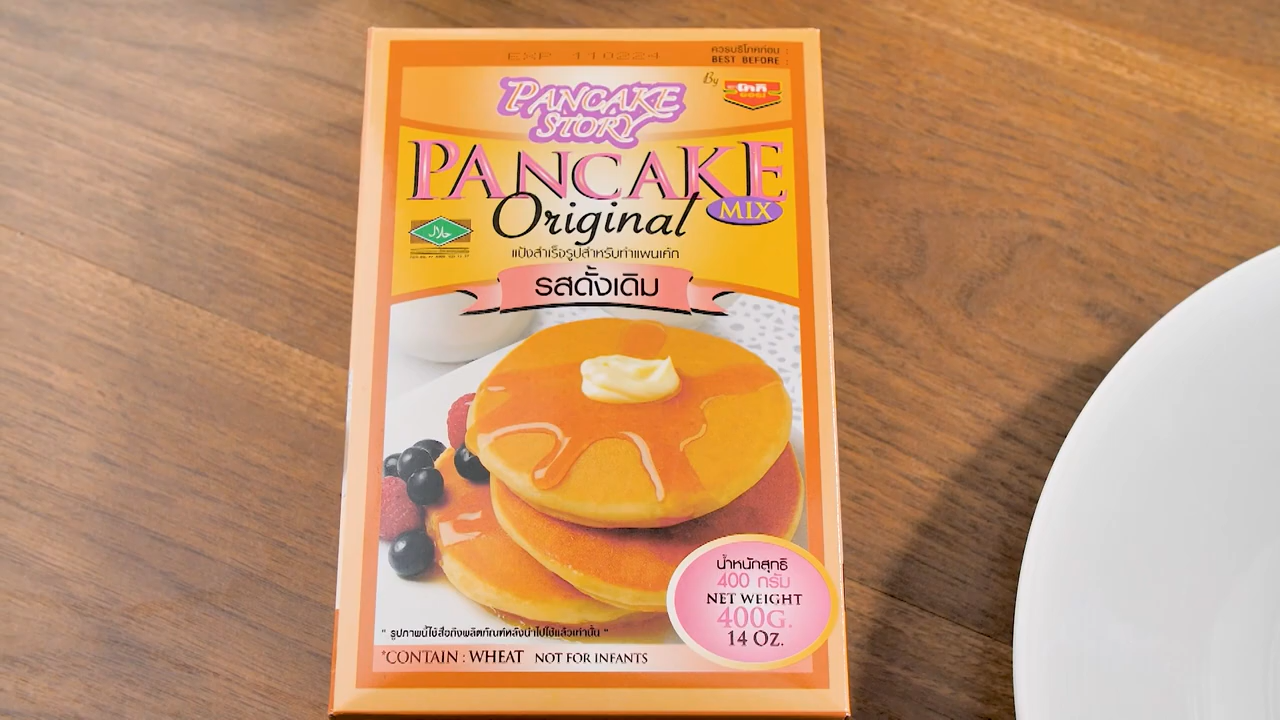 EXP 110224
ควรบริโภคก่อน :
BEST BEFORE :
By
PANCAKE
STORY
PANCAKE
MIX
Original
حلال
แป้งสำเร็จรูปสำหรับทำแพนเค้ก
รสดั้งเดิม
น้ำหนักสุทธิ
400 กรัม
NET WEIGHT
400G.
14 OZ.
" รูปภาพนี้ใช้สื่อถึงผลิตภัณฑ์หลังนำไปใช้แล้วเท่านั้น "
*CONTAIN : WHEAT NOT FOR INFANTS